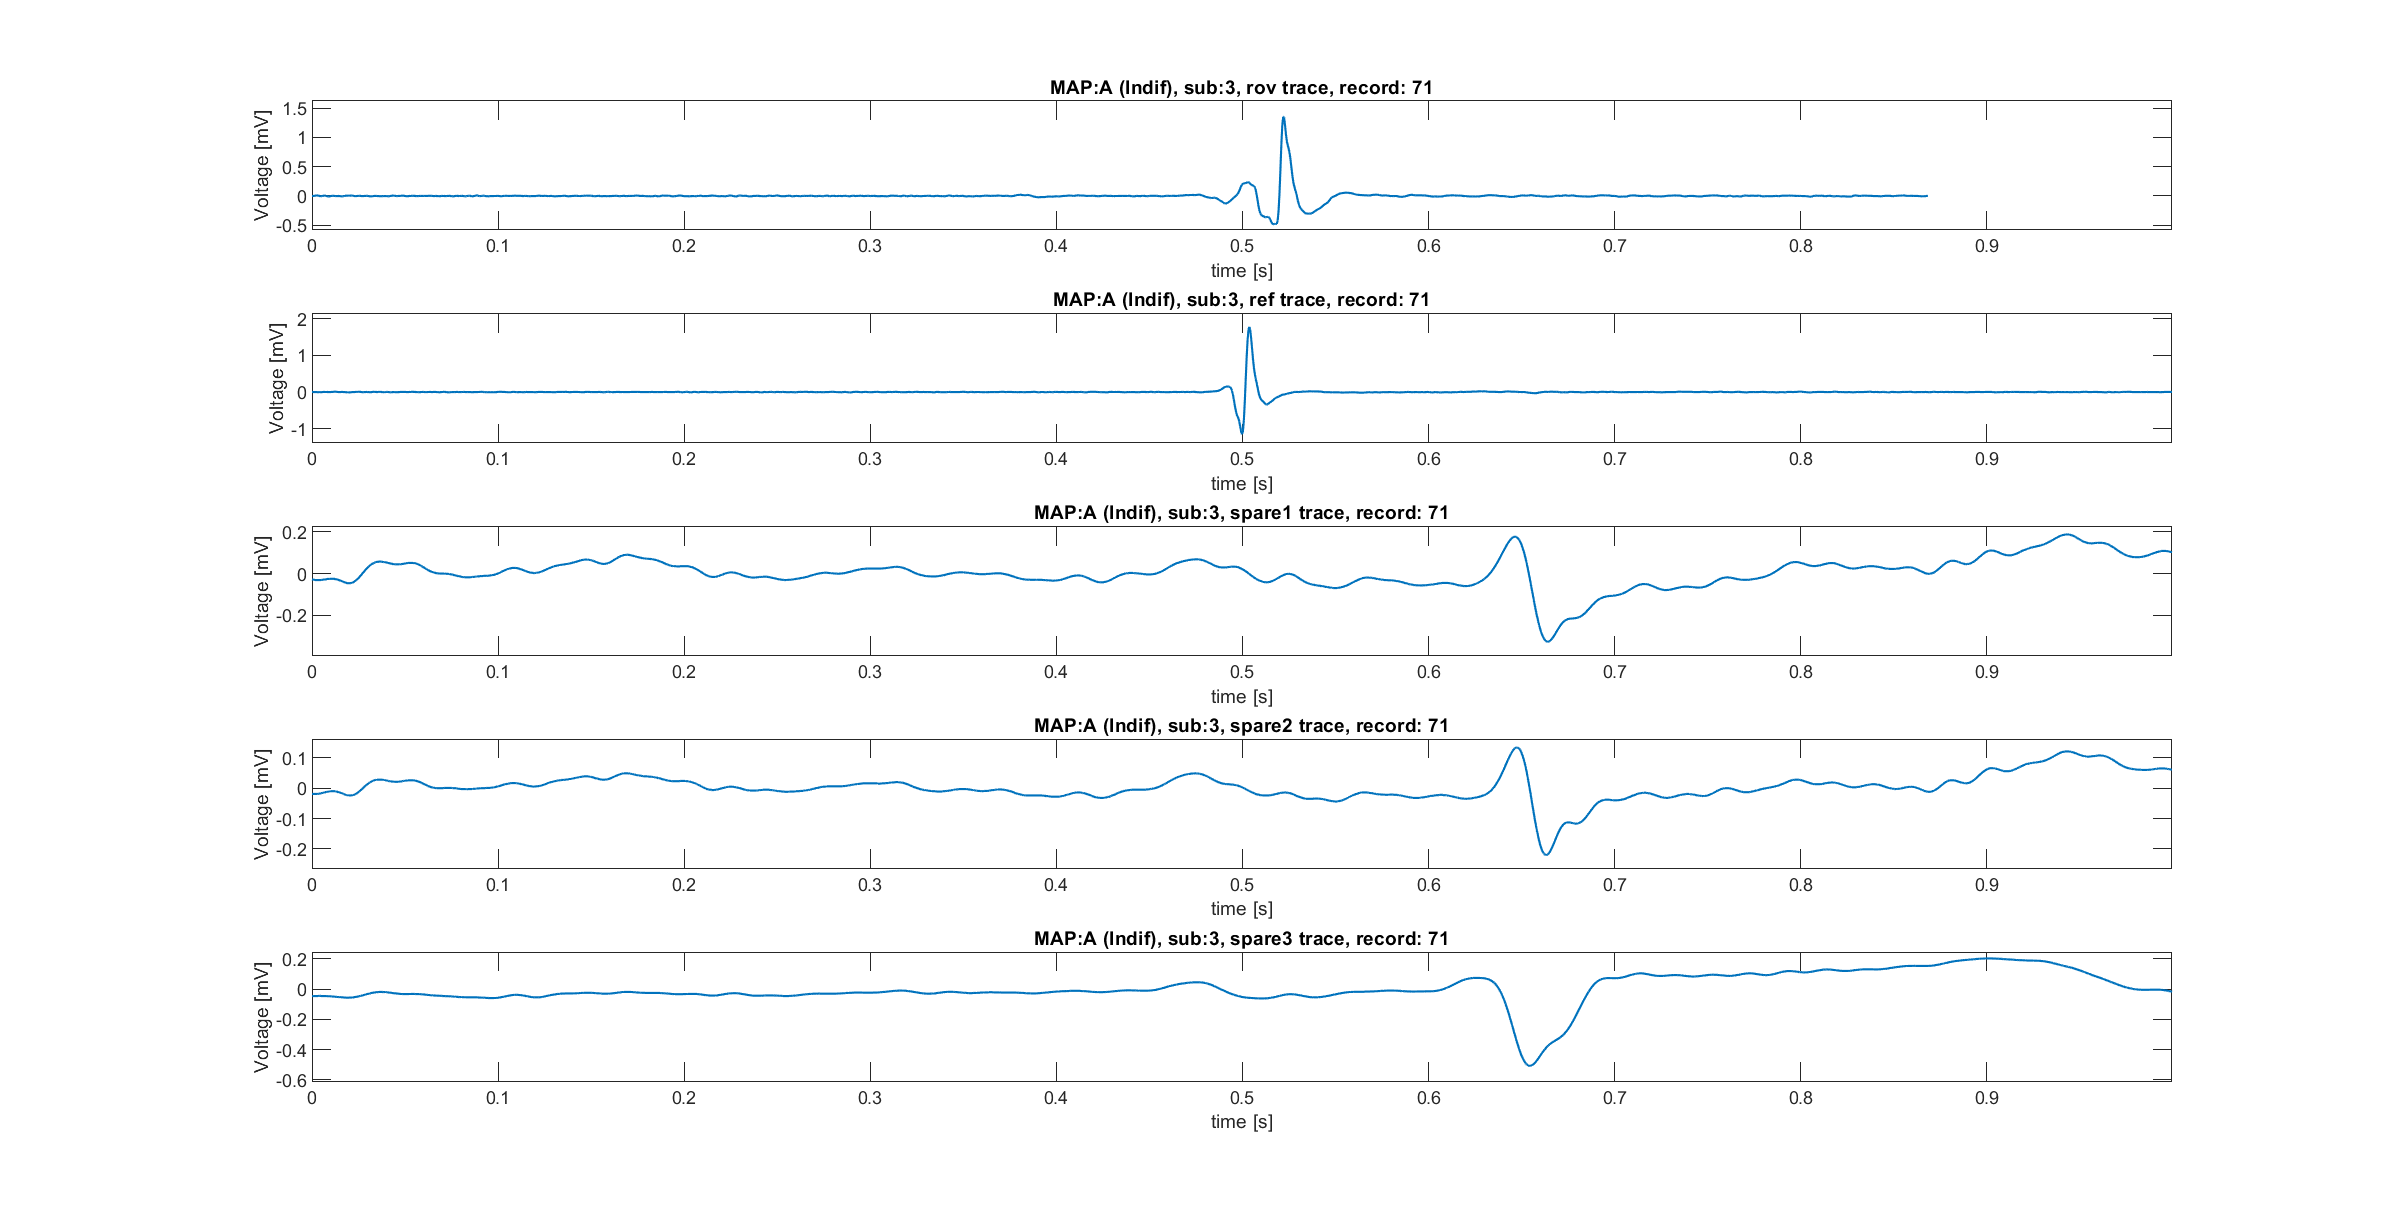 MAP:A (Indif), sub:3, rov trace, record: 71
Voltage [mV]
1.5
1
0.5
0
-0.5
0 0.1 0.2 0.3 0.4 0.5 0.6 0.7 0.8 0.9
time [s]
MAP:A (Indif), sub:3, ref trace, record: 71
Voltage [mV]
2
1
0
-1
0 0.1 0.2 0.3 0.4 0.5 0.6 0.7 0.8 0.9
time [s]
MAP:A (Indif), sub:3, spare1 trace, record: 71
Voltage [mV]
0.2
0
-0.2
0 0.1 0.2 0.3 0.4 0.5 0.6 0.7 0.8 0.9
time [s]
MAP:A (Indif), sub:3, spare2 trace, record: 71
Voltage [mV]
0.1
0
-0.1
-0.2
0 0.1 0.2 0.3 0.4 0.5 0.6 0.7 0.8 0.9
time [s]
MAP:A (Indif), sub:3, spare3 trace, record: 71
Voltage [mV]
0.2
0
-0.2
-0.4
-0.6
0 0.1 0.2 0.3 0.4 0.5 0.6 0.7 0.8 0.9
time [s]